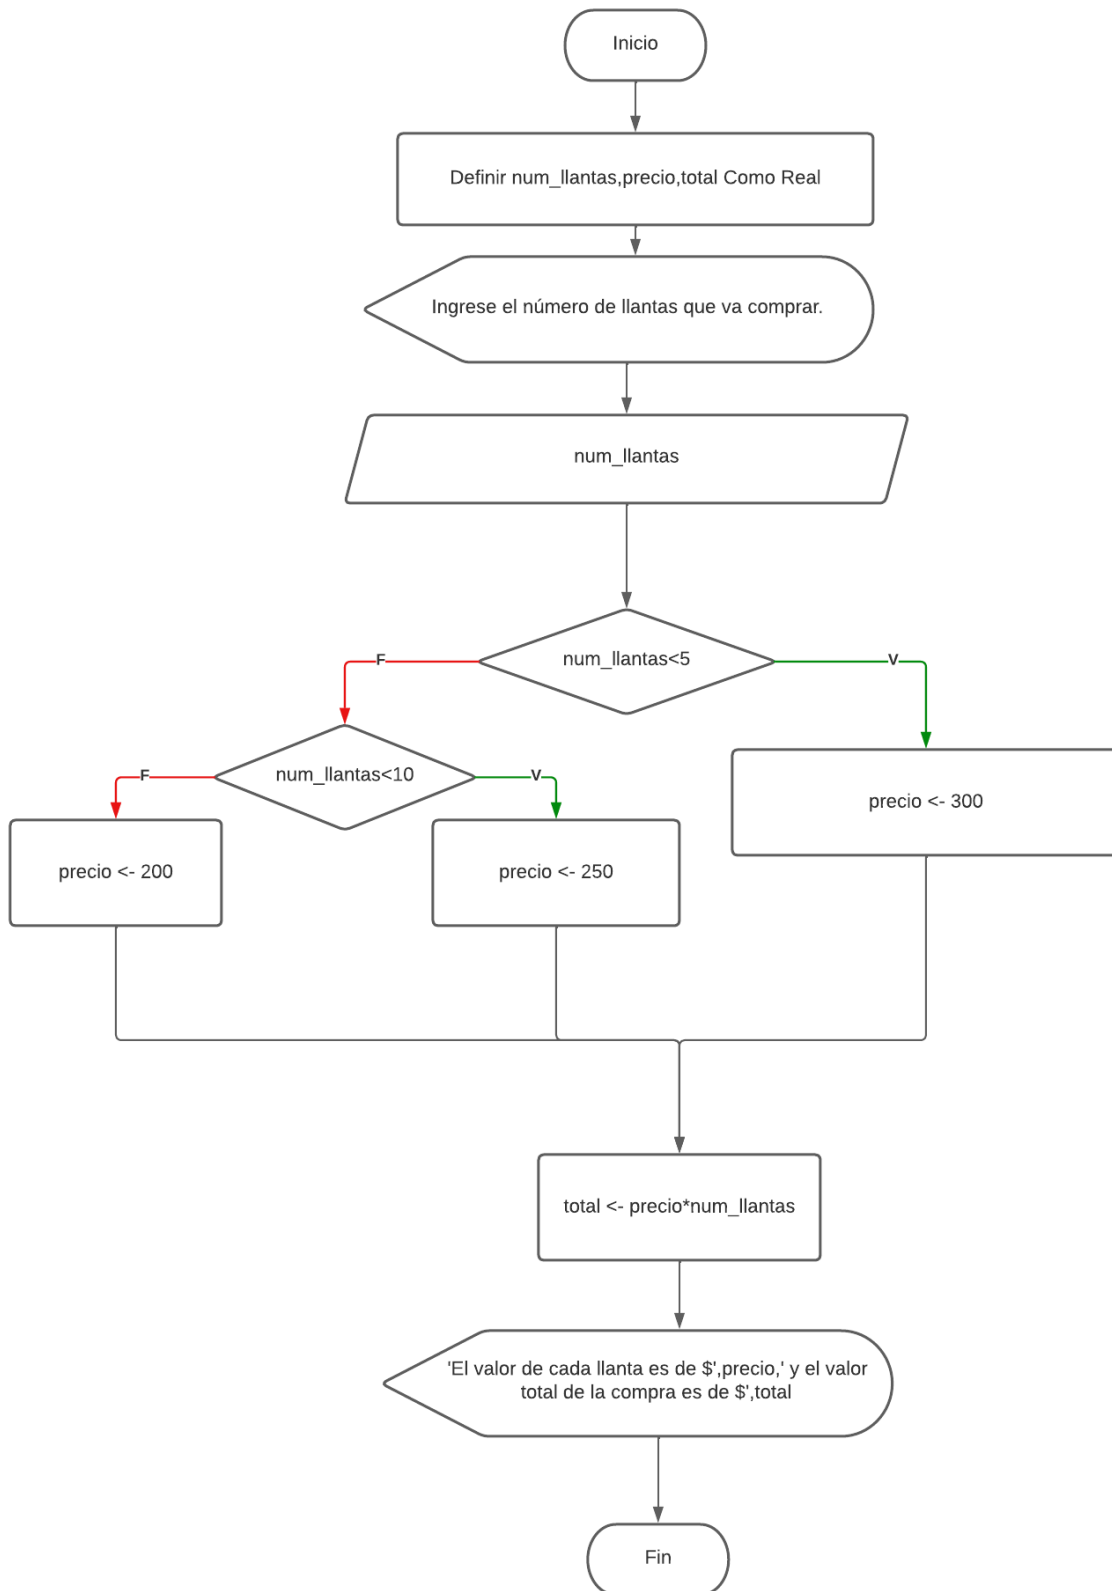 Inicio
Definir num_llantas,precio,total Como Real
Ingrese el número de llantas que va comprar.
num_llantas
num_llantas<5
F
V
num_llantas<10
F
V
precio <- 300
precio <- 200
precio <- 250
total <- precio*num_llantas
'El valor de cada llanta es de $',precio,' y el valor
total de la compra es de $',total
Fin